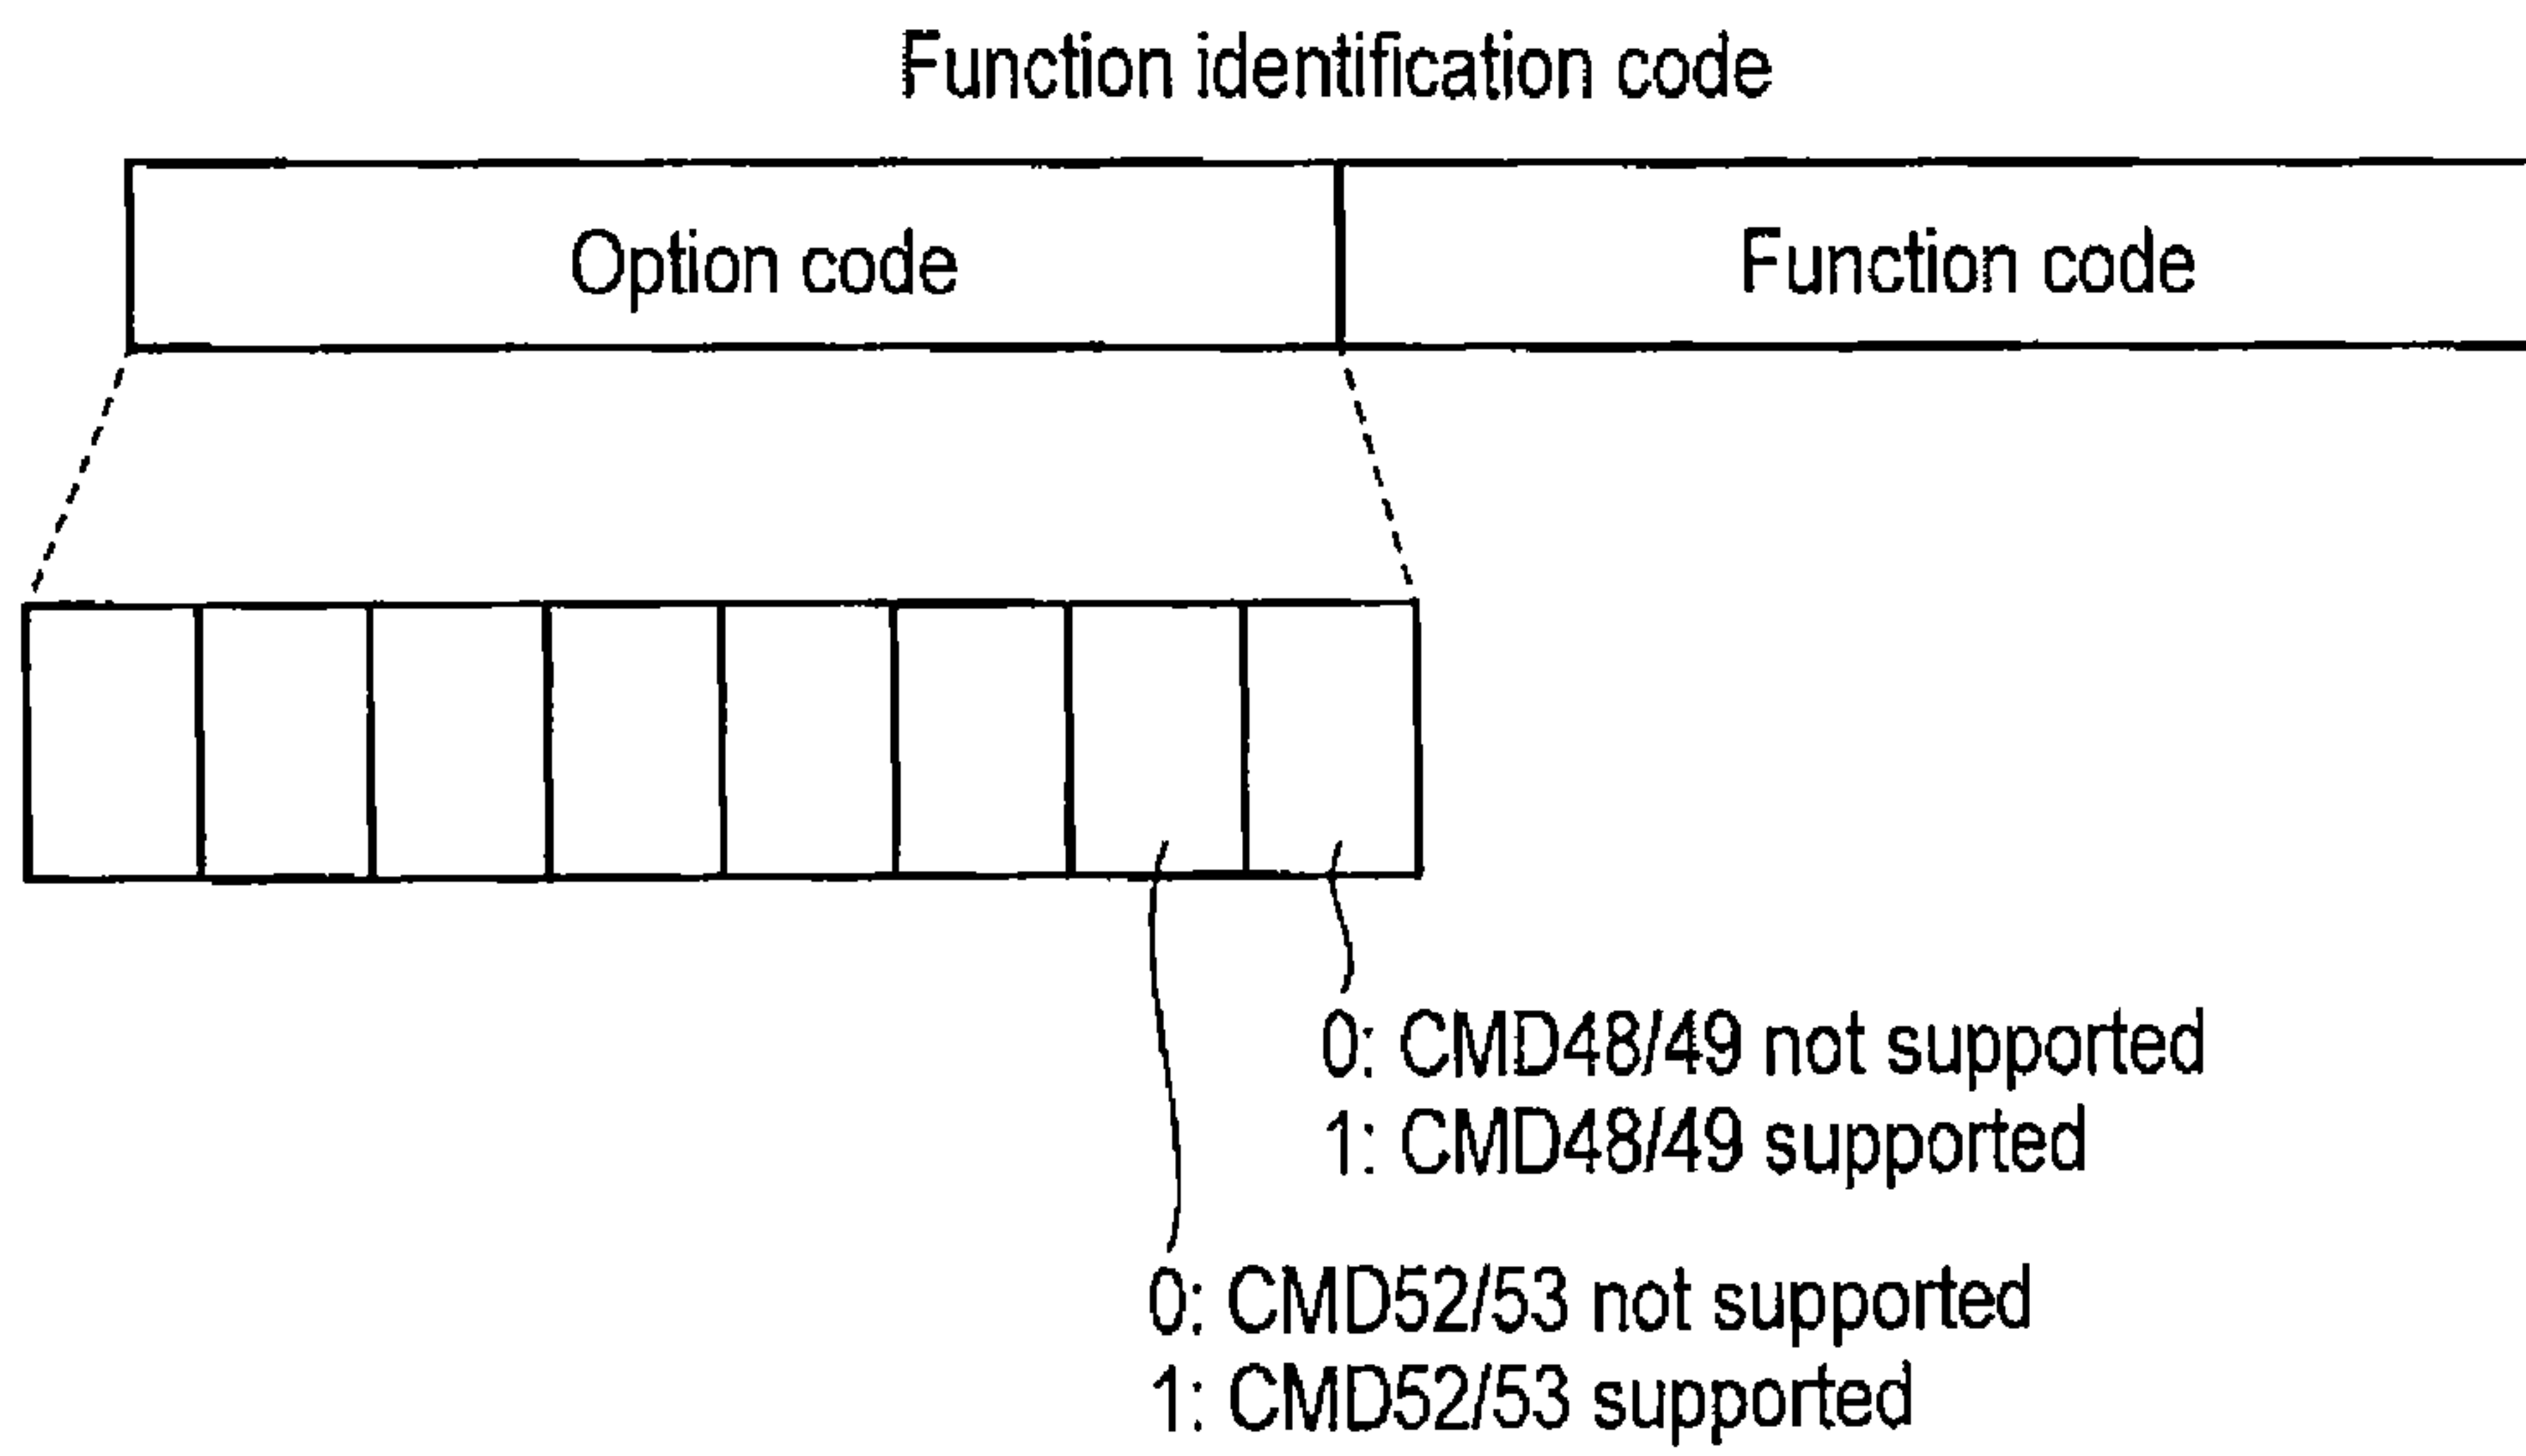 Function identification code
Option code
Function code
0: CMD48/49 not supported
1: CMD48/49 supported
0: CMD52/53 not supported
1: CMD52/53 supported